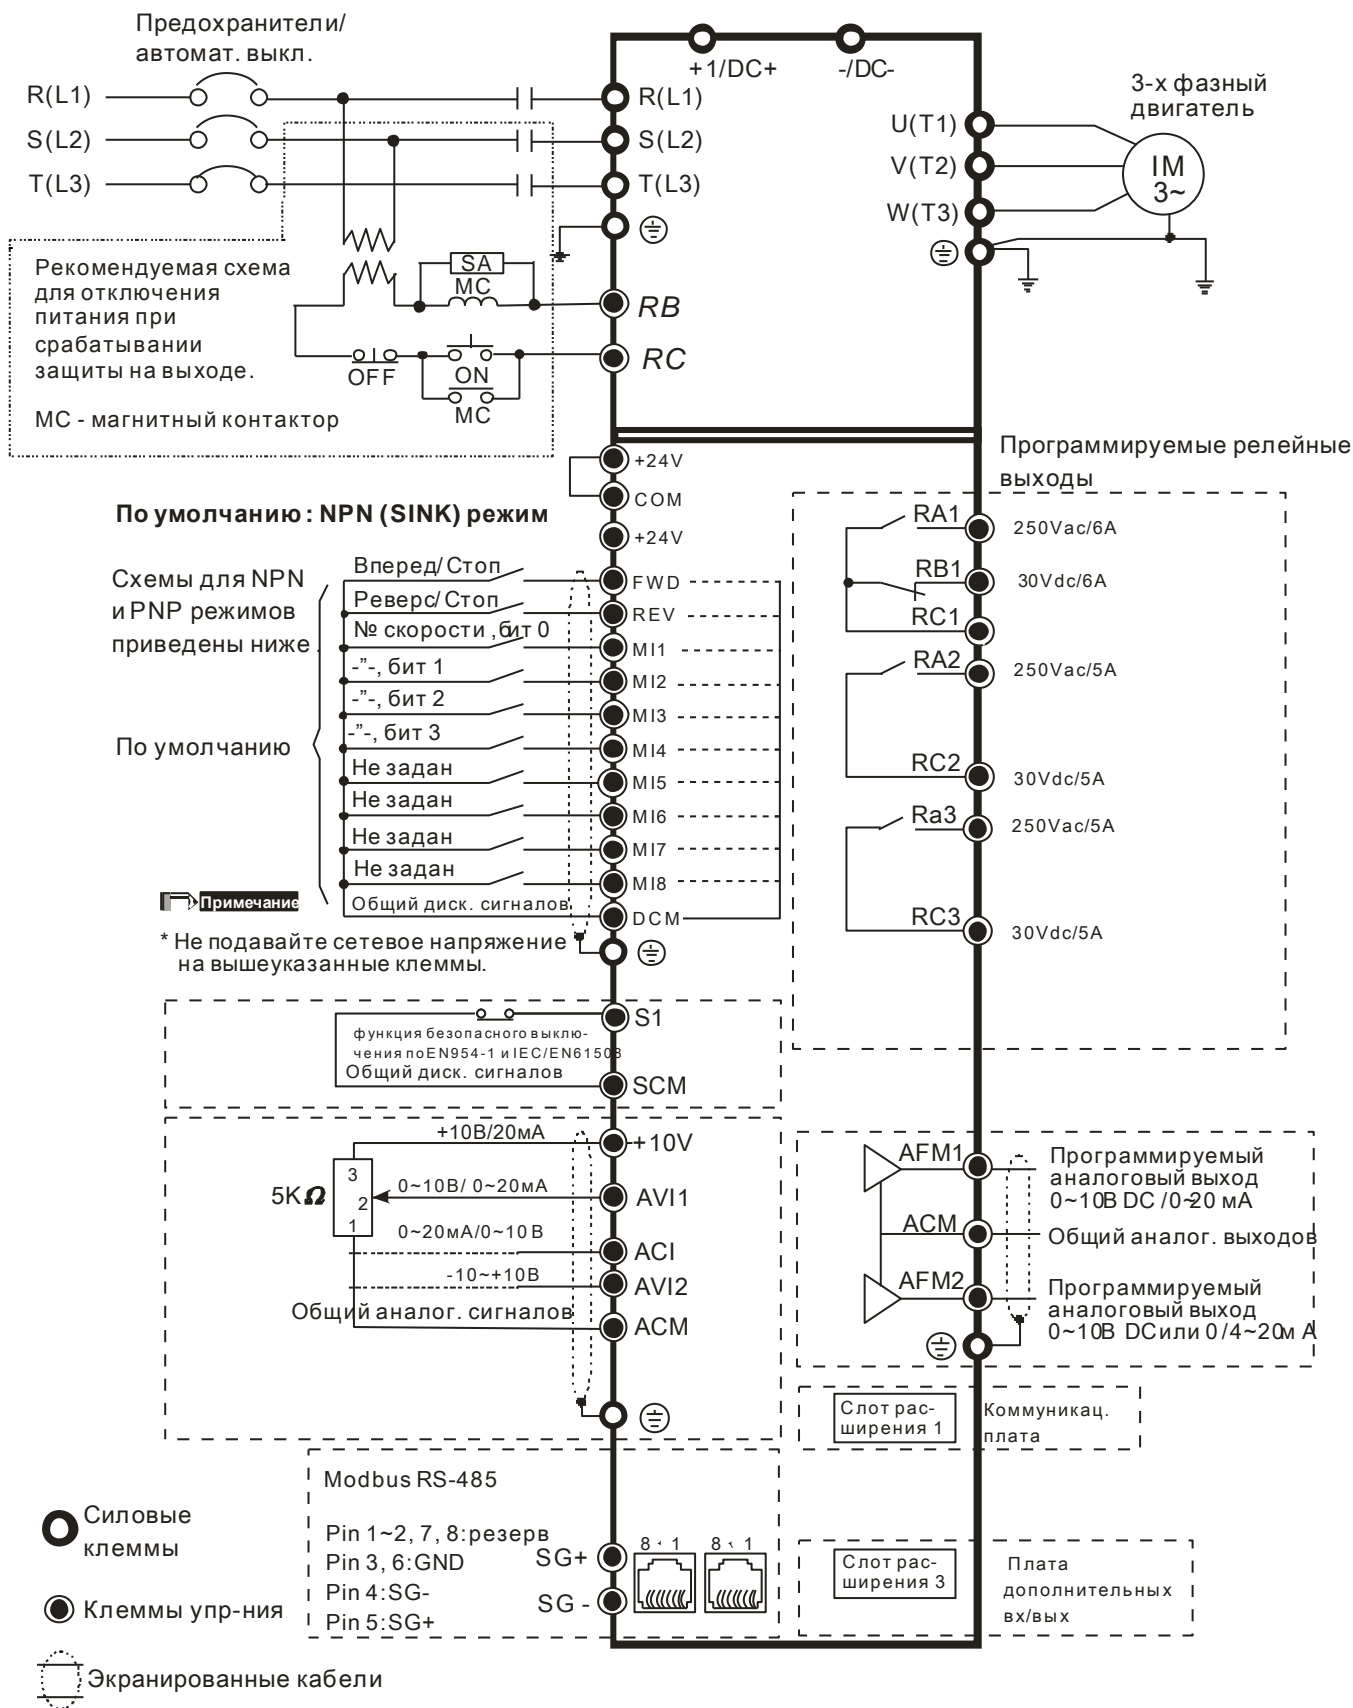 Предохранители/
автомат. выкл.
+1/DC+
-/DC-
R(L1)
R(L1)
S(L2)
S(L2)
T(L3)
T(L3)
3-х фазный
двигатель
U(T1)
V(T2)
W(T3)
IM
3~
Рекомендуемая схема
для отключения
питания при
срабатывании
защиты на выходе.
МС - магнитный контактор
SA
MC
RB
RC
OFF
ON
MC
+24V
COM
+24V
По умолчанию: NPN (SINK) режим
Схемы для NPN
и PNP режимов
приведены ниже.
По умолчанию
Вперед/Стоп
FWD
Реверс/Стоп
REV
№ скорости, бит 0
MI1
-”-, бит 1
MI2
-”-, бит 2
MI3
-”-, бит 3
MI4
Не задан
MI5
Не задан
MI6
Не задан
MI7
Не задан
MI8
Общий диск. сигналов
DCM
Примечание
* Не подавайте сетевое напряжение
на вышеуказанные клеммы.
Программируемые релейные
выходы
RA1
250Vac/6A
RB1
30Vdc/6A
RC1
RA2
250Vac/5A
RC2
30Vdc/5A
Ra3
250Vac/5A
RC3
30Vdc/5A
S1
функция безопасного выклю-
чения по EN954-1 и IEC/EN61508
Общий диск. сигналов
SCM
+10В/20мА
+10V
5KΩ
3
2
1
0~10В/ 0~20мА
AVI1
0~20мА/0~10В
ACI
-10~+10В
AVI2
Общий аналог. сигналов
ACM
AFM1
Программируемый
аналоговый выход
0~10В DC /0~20 мА
ACM
Общий аналог. выходов
AFM2
Программируемый
аналоговый выход
0~10В DC или 0/4~20м А
Слот рас-
ширения 1
Коммуникац.
плата
Modbus RS-485
Pin 1~2, 7, 8:резерв
Pin 3, 6:GND
Pin 4:SG-
Pin 5:SG+
SG+
SG -
8 ‹ 1
8 ‹ 1
Слот рас-
ширения 3
Плата
дополнительных
вх/вых
Силовые
клеммы
Клеммы упр-ния
Экранированные кабели